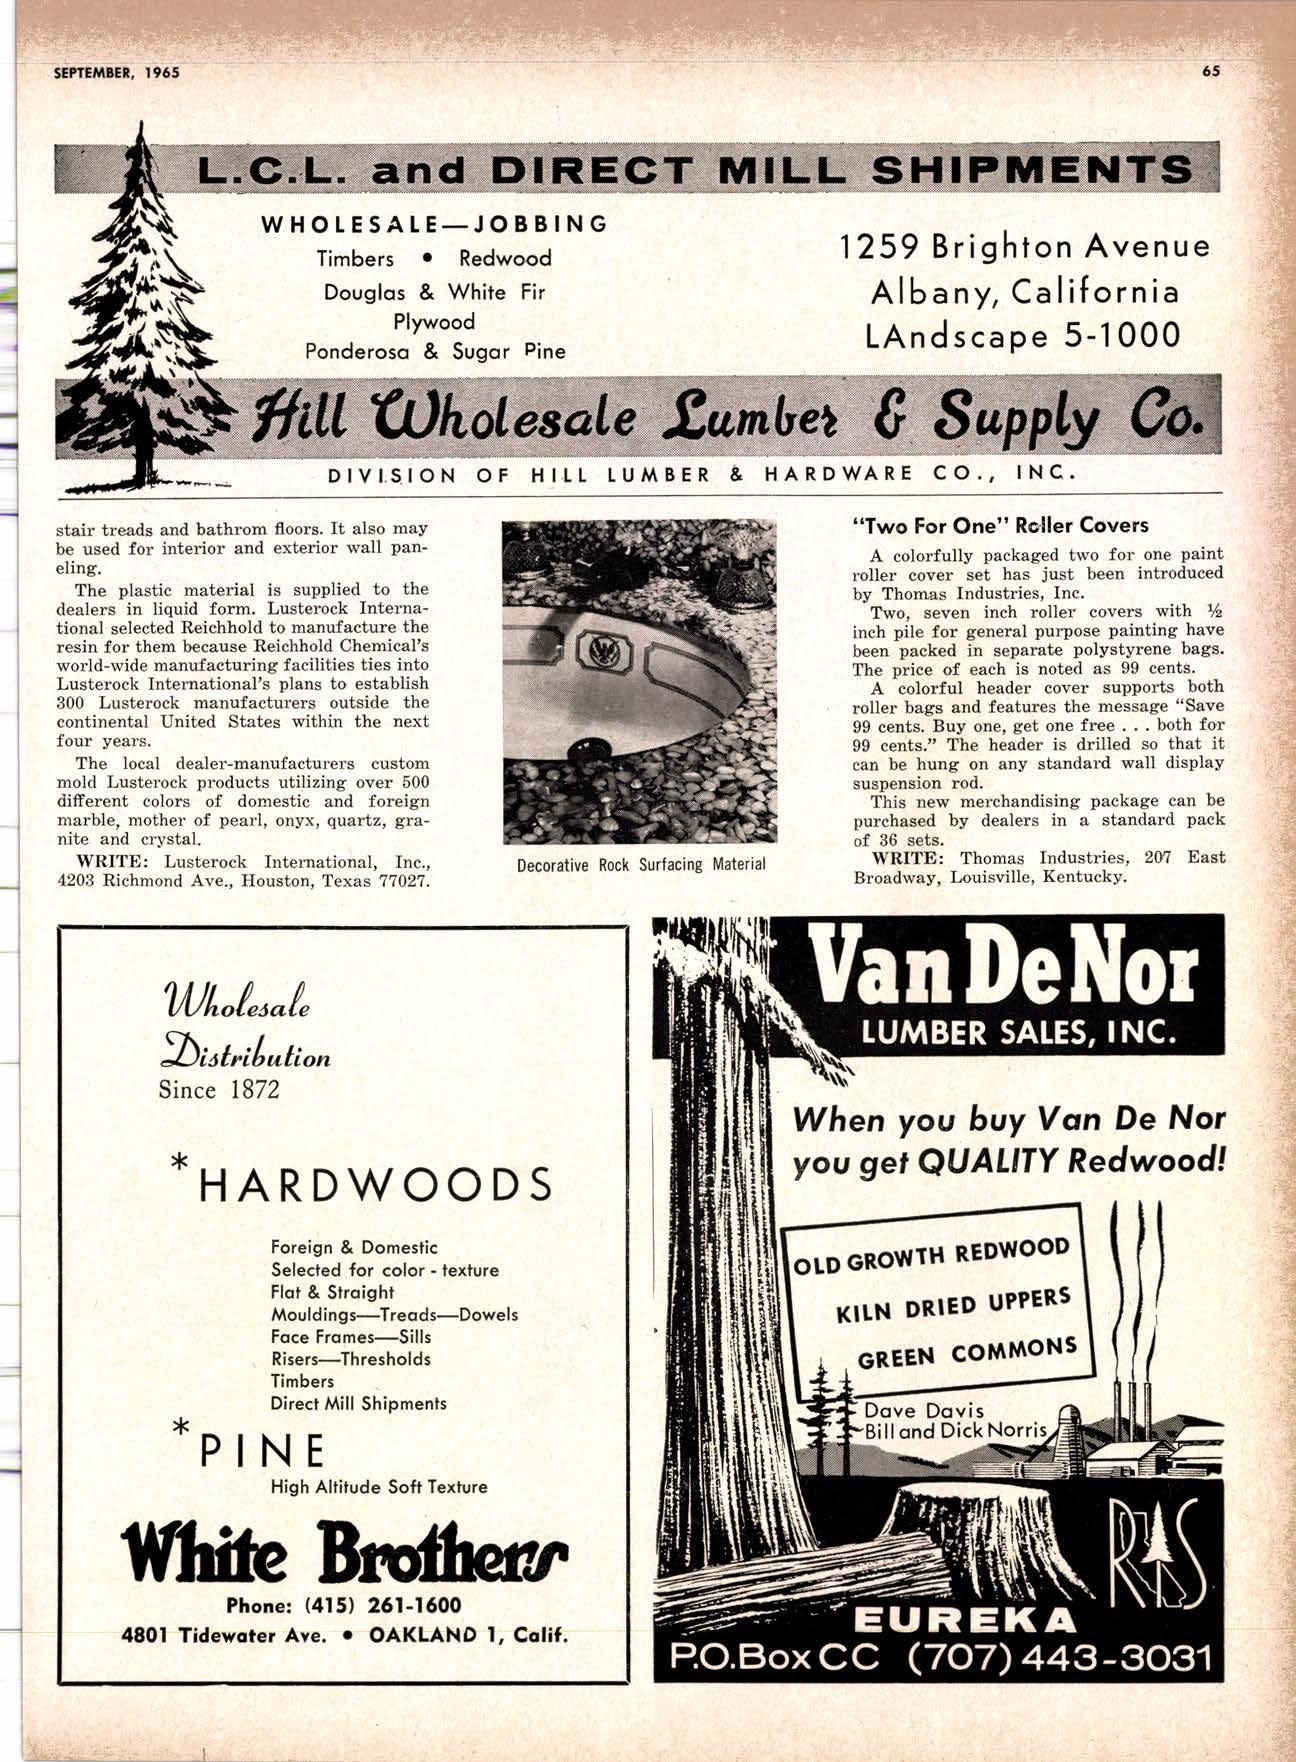 SEPTEMBER, 1965
65
L.C.L. and DIRECT MILL SHIPMENTS
WHOLESALE—JOBBING
Timbers • Redwood
Douglas & White Fir
Plywood
Ponderosa & Sugar Pine
1259 Brighton Avenue
Albany, California
LAndscape 5-1000
Hill Wholesale Lumber & Supply Co.
DIVISION OF HILL LUMBER & HARDWARE CO., INC.
stair treads and bathrom floors. It also may
be used for interior and exterior wall pan-
eling.
The plastic material is supplied to the
dealers in liquid form. Lusterock Interna-
tional selected Reichhold to manufacture the
resin for them because Reichhold Chemical's
world-wide manufacturing facilities ties into
Lusterock International's plans to establish
300 Lusterock manufacturers outside the
continental United States within the next
four years.
The local dealer-manufacturers custom
mold Lusterock products utilizing over 500
different colors of domestic and foreign
marble, mother of pearl, onyx, quartz, gra-
nite and crystal.
WRITE: Lusterock International, Inc.,
4203 Richmond Ave., Houston, Texas 77027.
Decorative Rock Surfacing Material
"Two For One" Roller Covers
A colorfully packaged two for one paint
roller cover set has just been introduced
by Thomas Industries, Inc.
Two, seven inch roller covers with ½
inch pile for general purpose painting have
been packed in separate polystyrene bags.
The price of each is noted as 99 cents.
A colorful header cover supports both
roller bags and features the message "Save
99 cents. Buy one, get one free . . . both for
99 cents." The header is drilled so that it
can be hung on any standard wall display
suspension rod.
This new merchandising package can be
purchased by dealers in a standard pack
of 36 sets.
WRITE: Thomas Industries, 207 East
Broadway, Louisville, Kentucky.
Wholesale
Distribution
Since 1872
*HARDWOODS
Foreign & Domestic
Selected for color - texture
Flat & Straight
Mouldings—Treads—Dowels
Face Frames—Sills
Risers—Thresholds
Timbers
Direct Mill Shipments
*PINE
High Altitude Soft Texture
White Brothers
Phone: (415) 261-1600
4801 Tidewater Ave. • OAKLAND 1, Calif.
Van De Nor
LUMBER SALES, INC.
When you buy Van De Nor
you get QUALITY Redwood!
OLD GROWTH REDWOOD
KILN DRIED UPPERS
GREEN COMMONS
Dave Davis
Bill and Dick Norris
RIS
EUREKA
P.O.Box CC (707) 443-3031